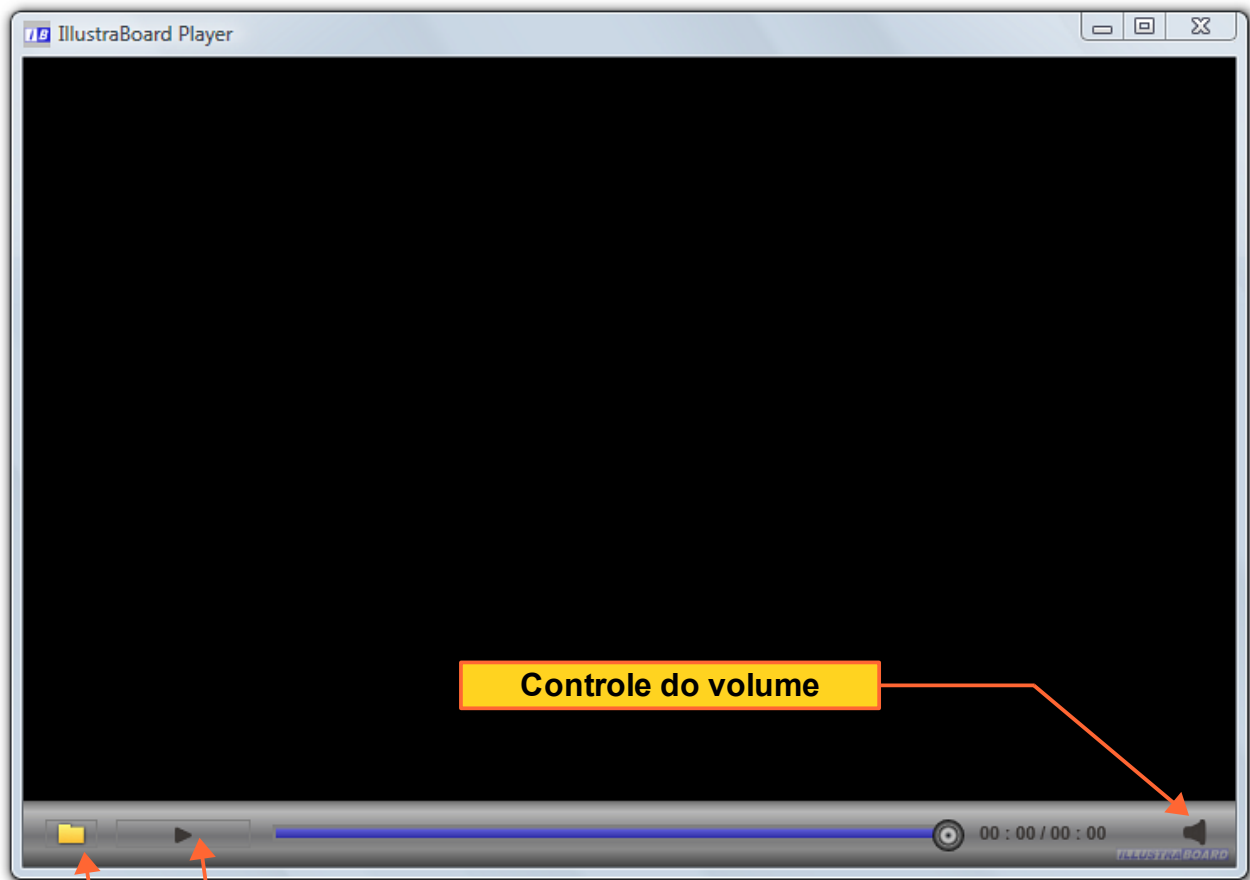 IB IllustraBoard Player
Controle do volume
00 : 00 / 00 : 00
ILLUSTRABOARD